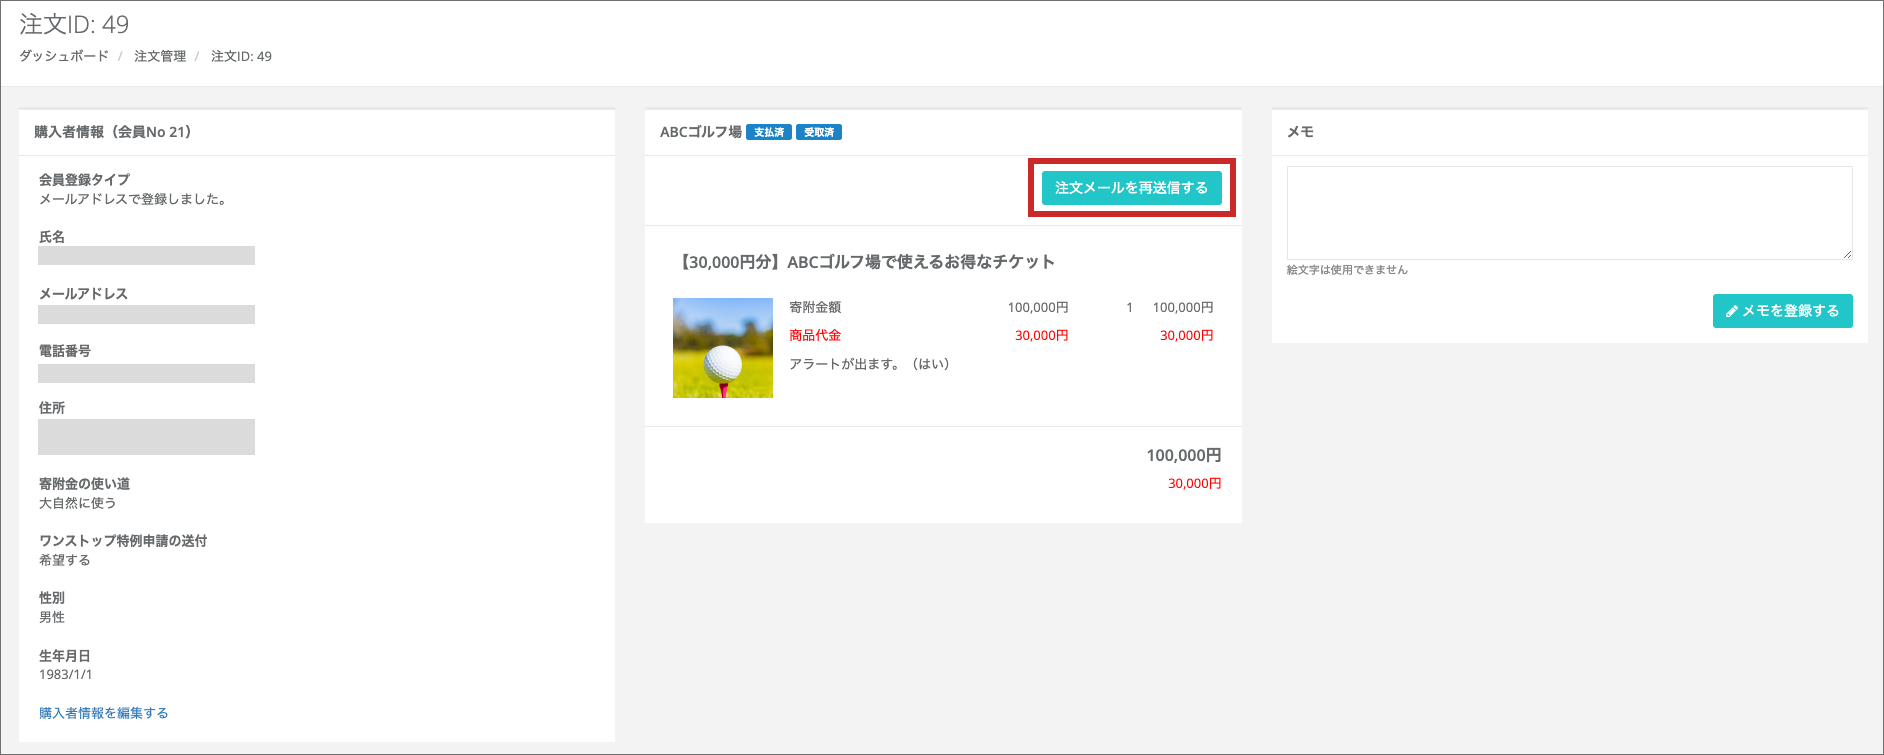 注文ID: 49
ダッシュボード / 注文管理 / 注文ID: 49
購入者情報（会員No 21）
会員登録タイプ
メールアドレスで登録しました。
氏名
メールアドレス
電話番号
住所
寄附金の使い道
大自然に使う
ワンストップ特例申請の送付
希望する
性別
男性
生年月日
1983/1/1
購入者情報を編集する
ABCゴルフ場 支払済 受取済
注文メールを再送信する
【30,000円分】ABCゴルフ場で使えるお得なチケット
寄附金額 100,000円 1 100,000円
商品代金 30,000円 30,000円
アラートが出ます。（はい）
100,000円
30,000円
メモ
絵文字は使用できません
メモを登録する